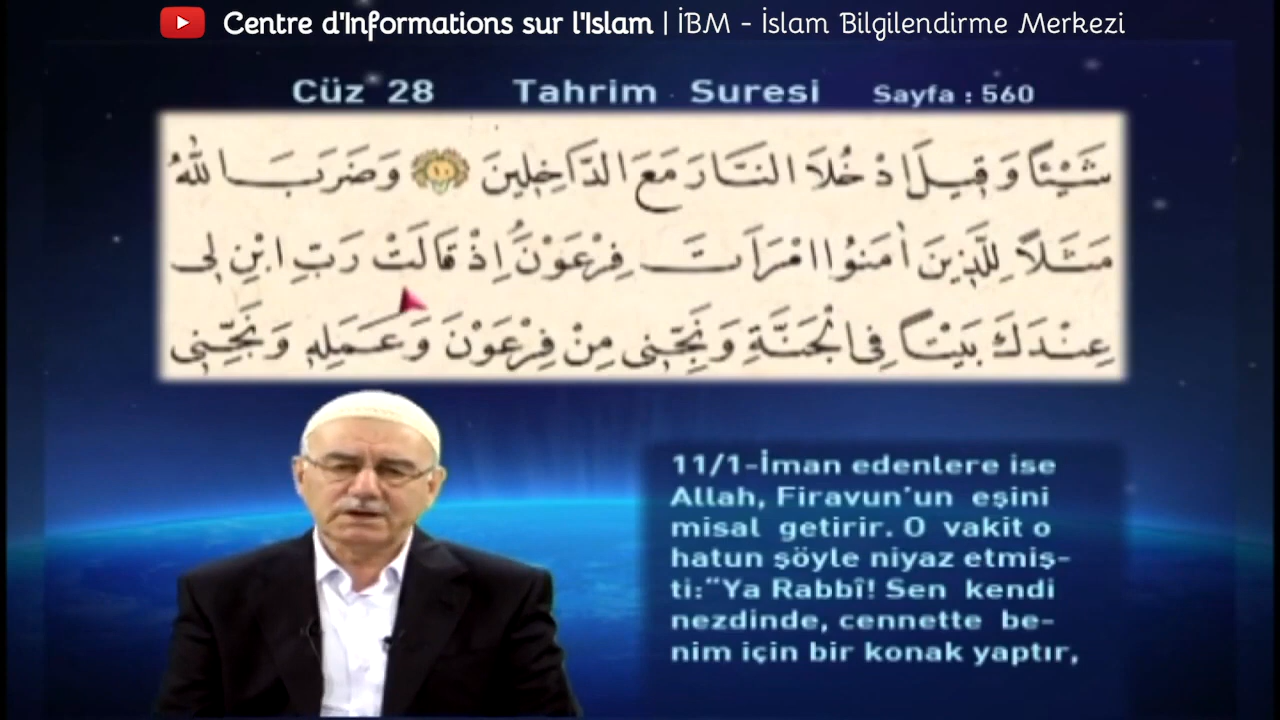 Centre d'Informations sur l'Islam | İBM - İslam Bilgilendirme Merkezi
Cüz 28 Tahrim Suresi Sayfa : 560
شَيْـًٔا وَقِيلَ ادْخُلَا النَّارَ مَعَ الدَّاخِلِينَ ١٠ وَضَرَبَ اللّٰهُ
مَثَلًا لِلَّذِينَ اٰمَنُوا امْرَاَتَ فِرْعَوْنَۢ اِذْ قَالَتْ رَبِّ ابْنِ لِى
عِنْدَكَ بَيْتًا فِى الْجَنَّةِ وَنَجِّنِى مِنْ فِرْعَوْنَ وَعَمَلِهٖ وَنَجِّنِى
11/1-İman edenlere ise
Allah, Firavun'un eşini
misal getirir. O vakit o
hatun şöyle niyaz etmiş-
ti:"Ya Rabbî! Sen kendi
nezdinde, cennette be-
nim için bir konak yaptır,